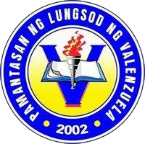 PAMANTASAN NG LUNGSOD NG VALENZUELA
• 2002 •
V